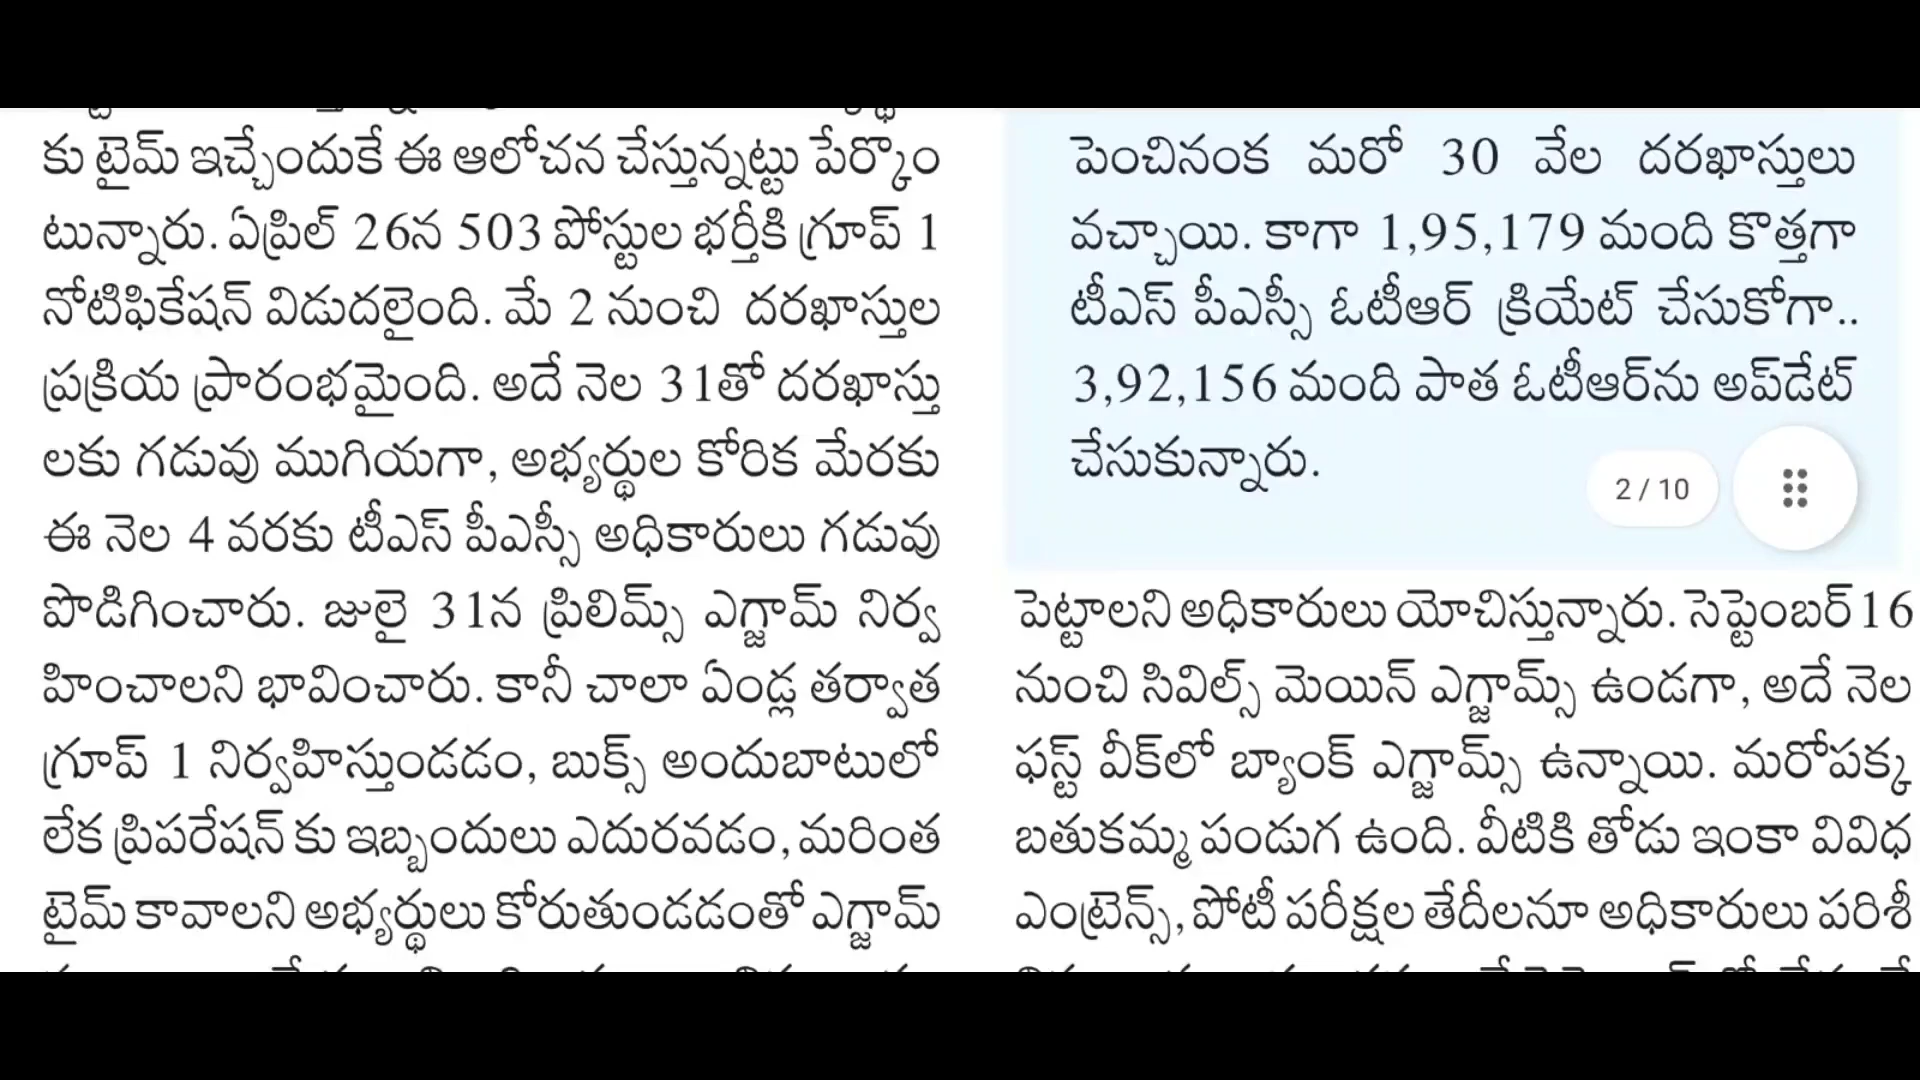 కు టైమ్ ఇచ్చేందుకే ఈ ఆలోచన చేస్తున్నట్టు పేర్కొం
టున్నారు. ఏప్రిల్ 26న 503 పోస్టుల భర్తీకి గ్రూప్ 1
నోటిఫికేషన్ విడుదలైంది. మే 2 నుంచి దరఖాస్తుల
ప్రక్రియ ప్రారంభమైంది. అదే నెల 31తో దరఖాస్తు
లకు గడువు ముగియగా, అభ్యర్థుల కోరిక మేరకు
ఈ నెల 4 వరకు టీఎస్ పీఎస్సీ అధికారులు గడువు
పొడిగించారు. జులై 31న ప్రిలిమ్స్ ఎగ్జామ్ నిర్వ
హించాలని భావించారు. కానీ చాలా ఏండ్ల తర్వాత
గ్రూప్ 1 నిర్వహిస్తుండడం, బుక్స్ అందుబాటులో
లేక ప్రిపరేషన్ కు ఇబ్బందులు ఎదురవడం, మరింత
టైమ్ కావాలని అభ్యర్థులు కోరుతుండడంతో ఎగ్జామ్
పెంచినంక మరో 30 వేల దరఖాస్తులు
వచ్చాయి. కాగా 1,95,179 మంది కొత్తగా
టీఎస్ పీఎస్సీ ఓటీఆర్ క్రియేట్ చేసుకోగా..
3,92,156 మంది పాత ఓటీఆర్‌ను అప్‌డేట్
చేసుకున్నారు.
2 / 10
పెట్టాలని అధికారులు యోచిస్తున్నారు. సెప్టెంబర్ 16
నుంచి సివిల్స్ మెయిన్ ఎగ్జామ్స్ ఉండగా, అదే నెల
ఫస్ట్ వీక్‌లో బ్యాంక్ ఎగ్జామ్స్ ఉన్నాయి. మరోపక్క
బతుకమ్మ పండుగ ఉంది. వీటికి తోడు ఇంకా వివిధ
ఎంట్రెన్స్, పోటీ పరీక్షల తేదీలనూ అధికారులు పరిశీ